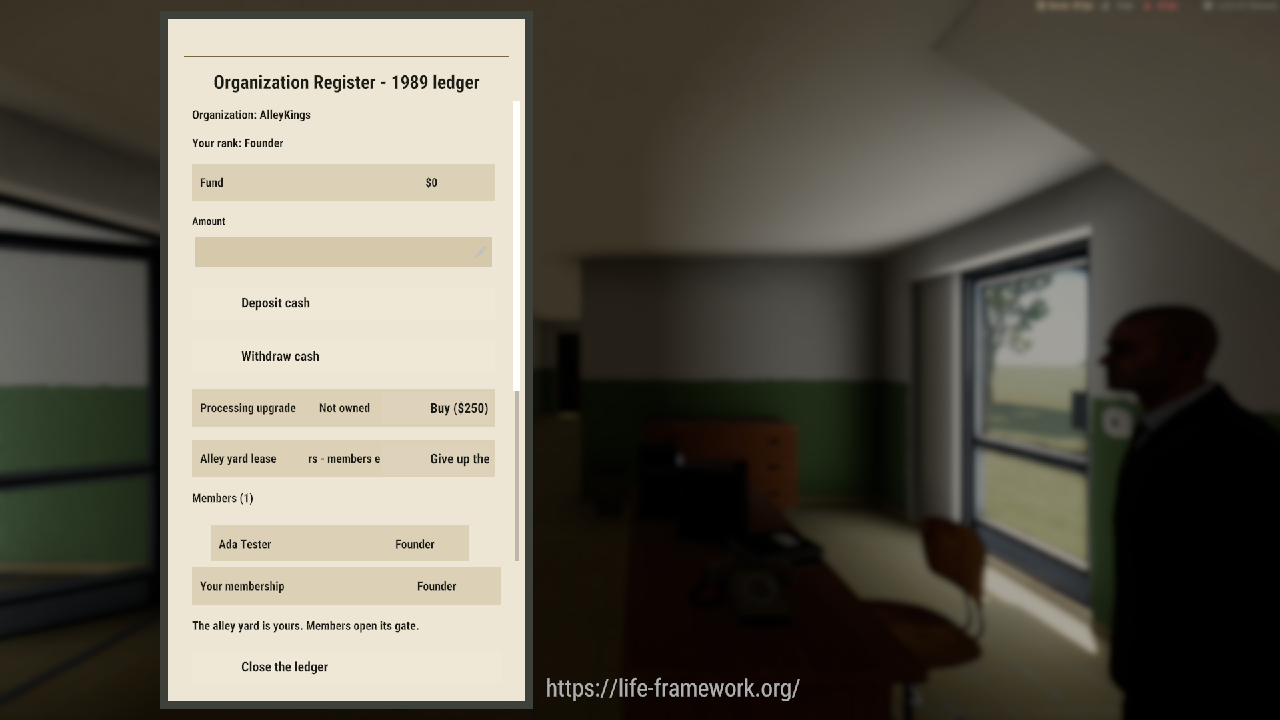 Organization Register - 1989 ledger
Organization: AlleyKings
Your rank: Founder
Fund $0
Amount
Deposit cash
Withdraw cash
Processing upgrade Not owned Buy ($250)
Alley yard lease rs - members e Give up the
Members (1)
Ada Tester Founder
Your membership Founder
The alley yard is yours. Members open its gate.
Close the ledger
https://life-framework.org/